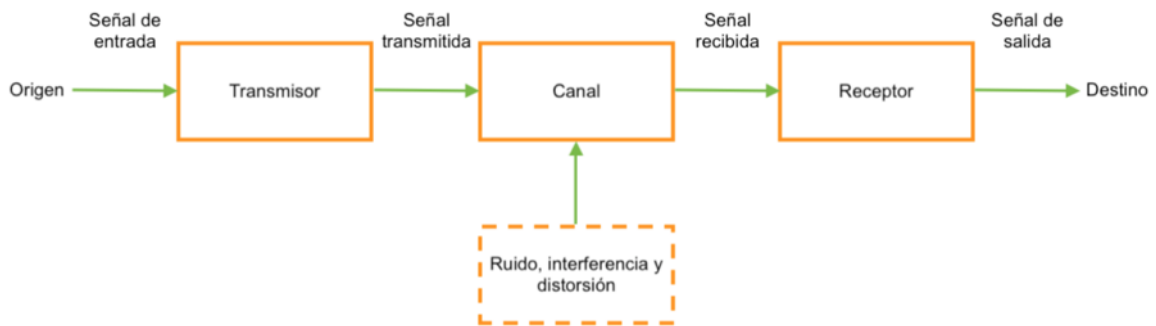 Señal de
entrada
Señal
transmitida
Señal
recibida
Señal de
salida
Origen
Transmisor
Canal
Receptor
Destino
Ruido, interferencia y
distorsión